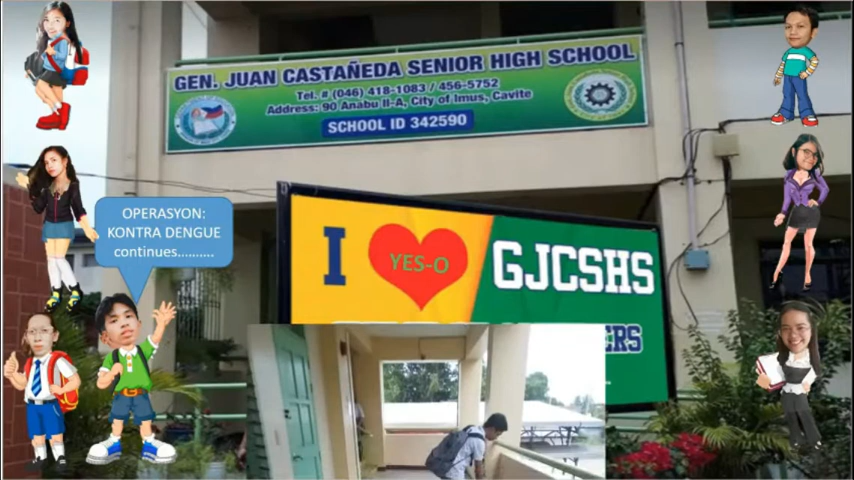 GEN. JUAN CASTAÑEDA SENIOR HIGH SCHOOL
Tel. # (046) 418-1083 / 456-5752
Address: 90 Anabu II-A, City of Imus, Cavite
SCHOOL ID 342590
OPERASYON:
KONTRA DENGUE
continues..........
I YES-O GJCSHS